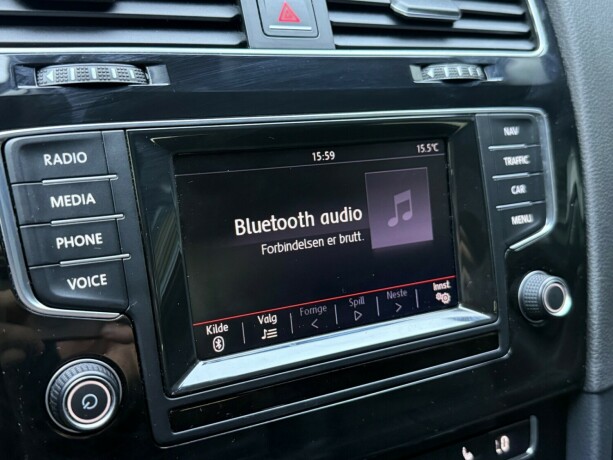 RADIO
MEDIA
PHONE
VOICE
15:59
15.5°C
Bluetooth audio
Forbindelsen er brutt.
Kilde
Valg
Forrige
Spill
Neste
Innst.
NAV
TRAFFIC
CAR
MENU